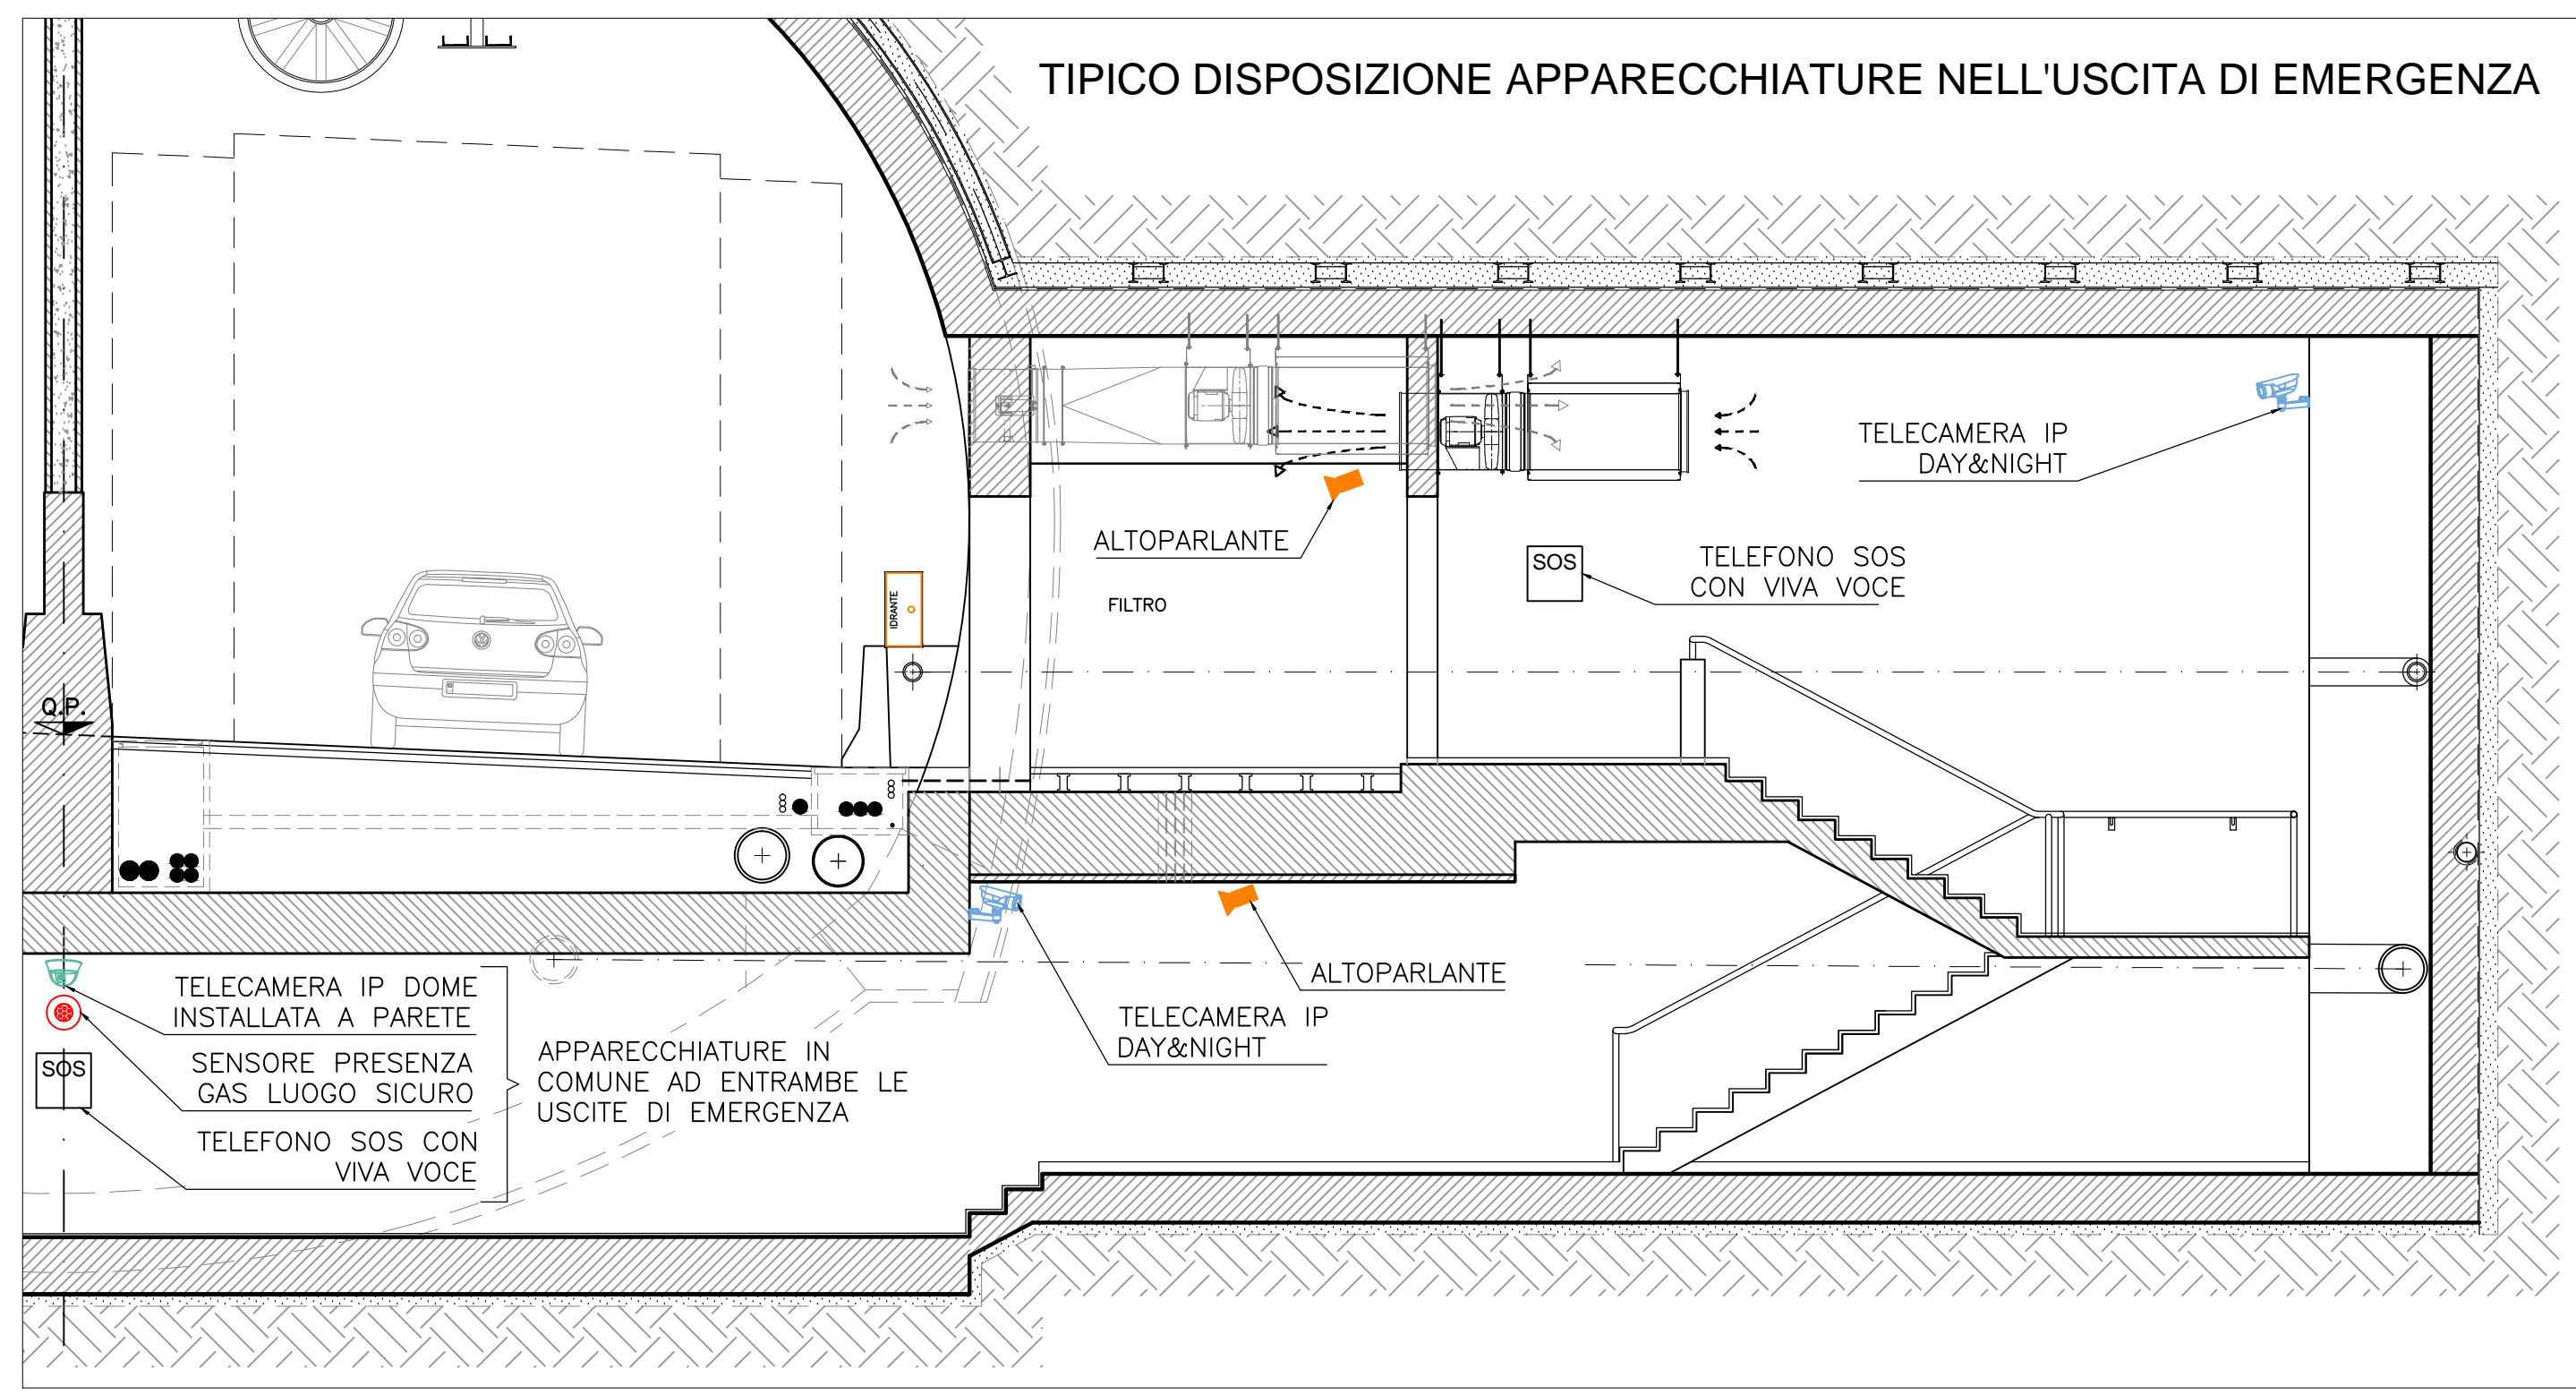 TIPICO DISPOSIZIONE APPARECCHIATURE NELL'USCITA DI EMERGENZA
TELECAMERA IP
DAY&NIGHT
ALTOPARLANTE
SOS
TELEFONO SOS
CON VIVA VOCE
FILTRO
IDRANTE
Q.P.
TELECAMERA IP DOME
INSTALLATA A PARETE
SENSORE PRESENZA
GAS LUOGO SICURO
SOS
TELEFONO SOS CON
VIVA VOCE
APPARECCHIATURE IN
COMUNE AD ENTRAMBE LE
USCITE DI EMERGENZA
ALTOPARLANTE
TELECAMERA IP
DAY&NIGHT